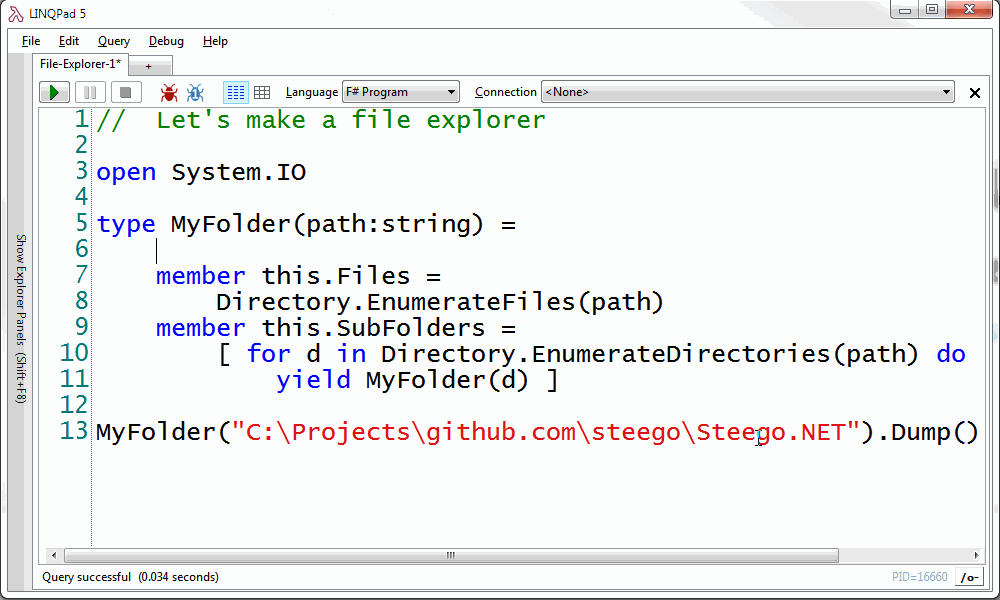 LINQPad 5
File Edit Query Debug Help
File-Explorer-1* +
Language F# Program Connection <None>
Show Explorer Panels (Shift+F8)
1 // Let's make a file explorer
2
3 open System.IO
4
5 type MyFolder(path:string) =
6
7 member this.Files =
8 Directory.EnumerateFiles(path)
9 member this.SubFolders =
10 [ for d in Directory.EnumerateDirectories(path) do
11 yield MyFolder(d) ]
12
13 MyFolder("C:\Projects\github.com\steego\Steego.NET").Dump()
Query successful (0.034 seconds) PID=16660 /o-